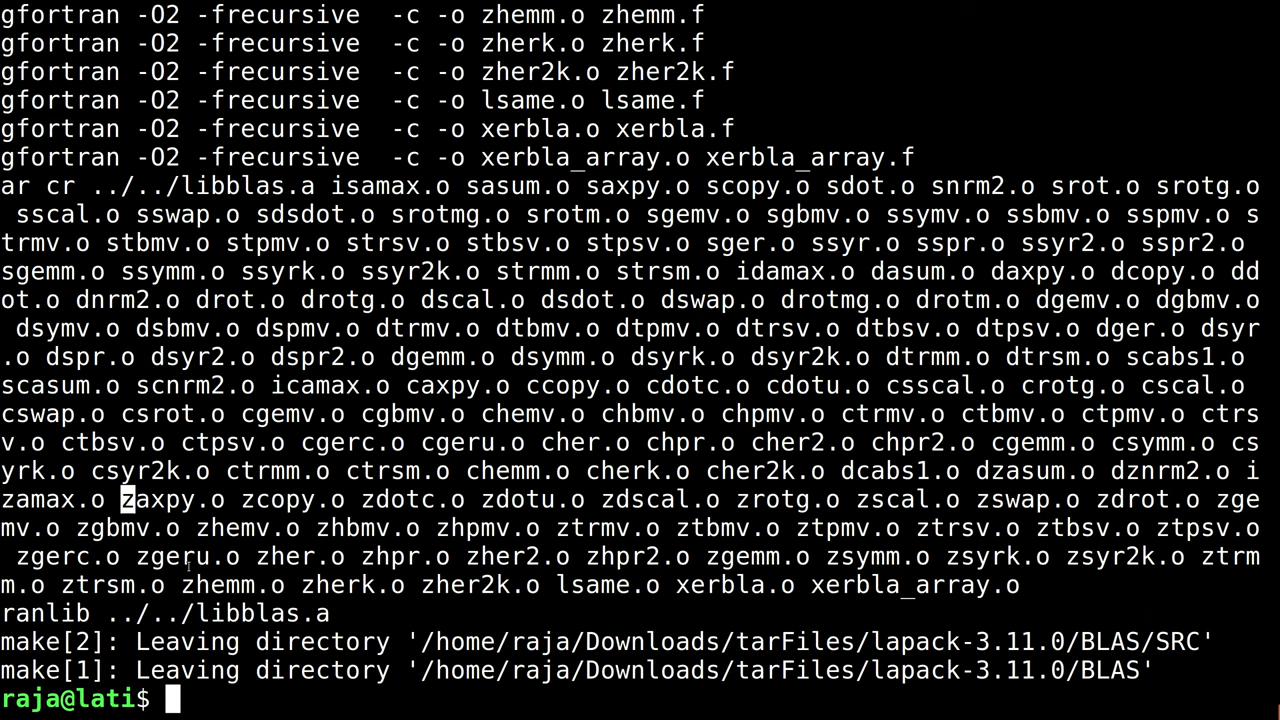 gfortran -O2 -frecursive  -c -o zhemm.o zhemm.f
gfortran -O2 -frecursive  -c -o zherk.o zherk.f
gfortran -O2 -frecursive  -c -o zher2k.o zher2k.f
gfortran -O2 -frecursive  -c -o lsame.o lsame.f
gfortran -O2 -frecursive  -c -o xerbla.o xerbla.f
gfortran -O2 -frecursive  -c -o xerbla_array.o xerbla_array.f
ar cr ../../libblas.a isamax.o sasum.o saxpy.o scopy.o sdot.o snrm2.o srot.o srotg.o
 sscal.o sswap.o sdsdot.o srotmg.o srotm.o sgemv.o sgbmv.o ssymv.o ssbmv.o sspmv.o s
trmv.o stbmv.o stpmv.o strsv.o stbsv.o stpsv.o sger.o ssyr.o sspr.o ssyr2.o sspr2.o
sgemm.o ssymm.o ssyrk.o ssyr2k.o strmm.o strsm.o idamax.o dasum.o daxpy.o dcopy.o dd
ot.o dnrm2.o drot.o drotg.o dscal.o dsdot.o dswap.o drotmg.o drotm.o dgemv.o dgbmv.o
 dsymv.o dsbmv.o dspmv.o dtrmv.o dtbmv.o dtpmv.o dtrsv.o dtbsv.o dtpsv.o dger.o dsyr
.o dspr.o dsyr2.o dspr2.o dgemm.o dsymm.o dsyrk.o dsyr2k.o dtrmm.o dtrsm.o scabs1.o
scasum.o scnrm2.o icamax.o caxpy.o ccopy.o cdotc.o cdotu.o csscal.o crotg.o cscal.o
cswap.o csrot.o cgemv.o cgbmv.o chemv.o chbmv.o chpmv.o ctrmv.o ctbmv.o ctpmv.o ctrs
v.o ctbsv.o ctpsv.o cgerc.o cgeru.o cher.o chpr.o cher2.o chpr2.o cgemm.o csymm.o cs
yrk.o csyr2k.o ctrmm.o ctrsm.o chemm.o cherk.o cher2k.o dcabs1.o dzasum.o dznrm2.o i
zamax.o zaxpy.o zcopy.o zdotc.o zdotu.o zdscal.o zrotg.o zscal.o zswap.o zdrot.o zge
mv.o zgbmv.o zhemv.o zhbmv.o zhpmv.o ztrmv.o ztbmv.o ztpmv.o ztrsv.o ztbsv.o ztpsv.o
 zgerc.o zgeru.o zher.o zhpr.o zher2.o zhpr2.o zgemm.o zsymm.o zsyrk.o zsyr2k.o ztrm
m.o ztrsm.o zhemm.o zherk.o zher2k.o lsame.o xerbla.o xerbla_array.o
ranlib ../../libblas.a
make[2]: Leaving directory '/home/raja/Downloads/tarFiles/lapack-3.11.0/BLAS/SRC'
make[1]: Leaving directory '/home/raja/Downloads/tarFiles/lapack-3.11.0/BLAS'
raja@lati$